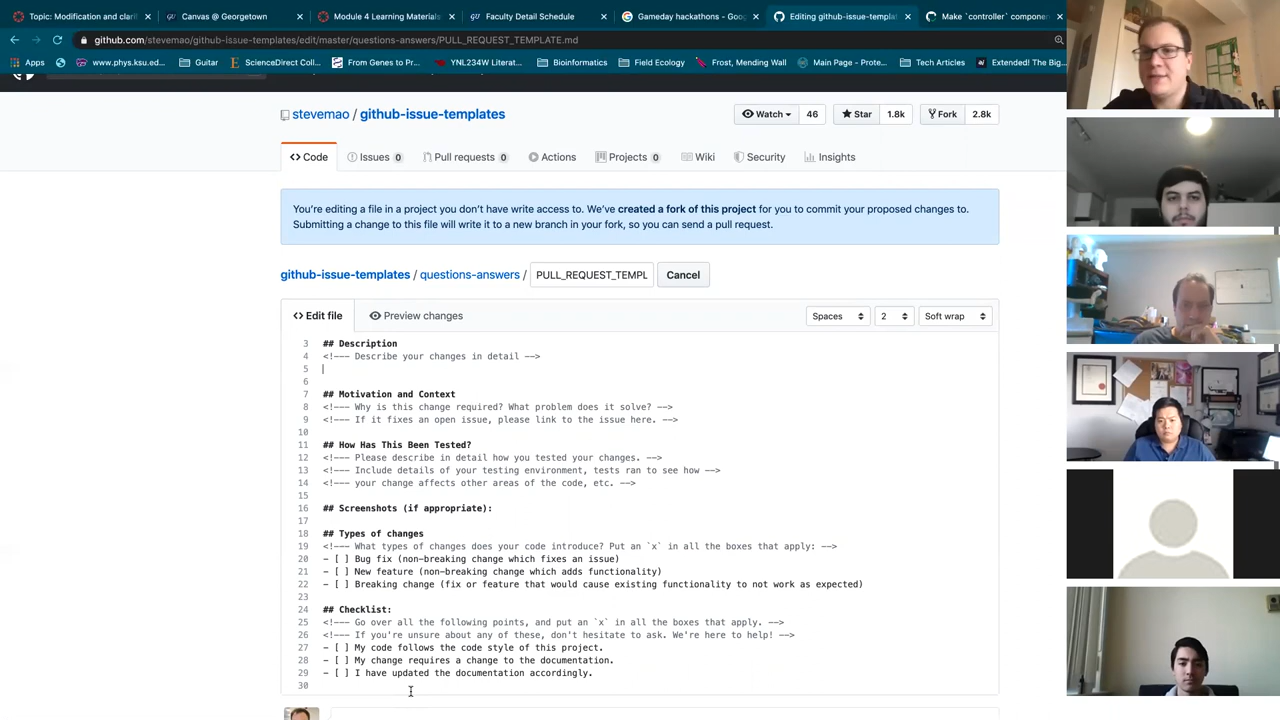 Topic: Modification and clari
Canvas @ Georgetown
Module 4 Learning Materials
Faculty Detail Schedule
Gameday hackathons - Goo
Editing github-issue-templat
Make `controller` componen
github.com/stevemao/github-issue-templates/edit/master/questions-answers/PULL_REQUEST_TEMPLATE.md
Apps
www.phys.ksu.ed...
Guitar
ScienceDirect Coll...
From Genes to Pr...
YNL234W Literat...
Bioinformatics
Field Ecology
Frost, Mending Wall
Main Page - Prote...
Tech Articles
Extended! The Big...
stevemao / github-issue-templates
Watch 46
Star 1.8k
Fork 2.8k
Code
Issues 0
Pull requests 0
Actions
Projects 0
Wiki
Security
Insights
You're editing a file in a project you don't have write access to. We've created a fork of this project for you to commit your proposed changes to.
Submitting a change to this file will write it to a new branch in your fork, so you can send a pull request.
github-issue-templates / questions-answers / PULL_REQUEST_TEMPL Cancel
Edit file
Preview changes
Spaces
2
Soft wrap
3 ## Description
4 <!--- Describe your changes in detail -->
5
6
7 ## Motivation and Context
8 <!--- Why is this change required? What problem does it solve? -->
9 <!--- If it fixes an open issue, please link to the issue here. -->
10
11 ## How Has This Been Tested?
12 <!--- Please describe in detail how you tested your changes. -->
13 <!--- Include details of your testing environment, tests ran to see how -->
14 <!--- your change affects other areas of the code, etc. -->
15
16 ## Screenshots (if appropriate):
17
18 ## Types of changes
19 <!--- What types of changes does your code introduce? Put an `x` in all the boxes that apply: -->
20 - [ ] Bug fix (non-breaking change which fixes an issue)
21 - [ ] New feature (non-breaking change which adds functionality)
22 - [ ] Breaking change (fix or feature that would cause existing functionality to not work as expected)
23
24 ## Checklist:
25 <!--- Go over all the following points, and put an `x` in all the boxes that apply. -->
26 <!--- If you're unsure about any of these, don't hesitate to ask. We're here to help! -->
27 - [ ] My code follows the code style of this project.
28 - [ ] My change requires a change to the documentation.
29 - [ ] I have updated the documentation accordingly.
30